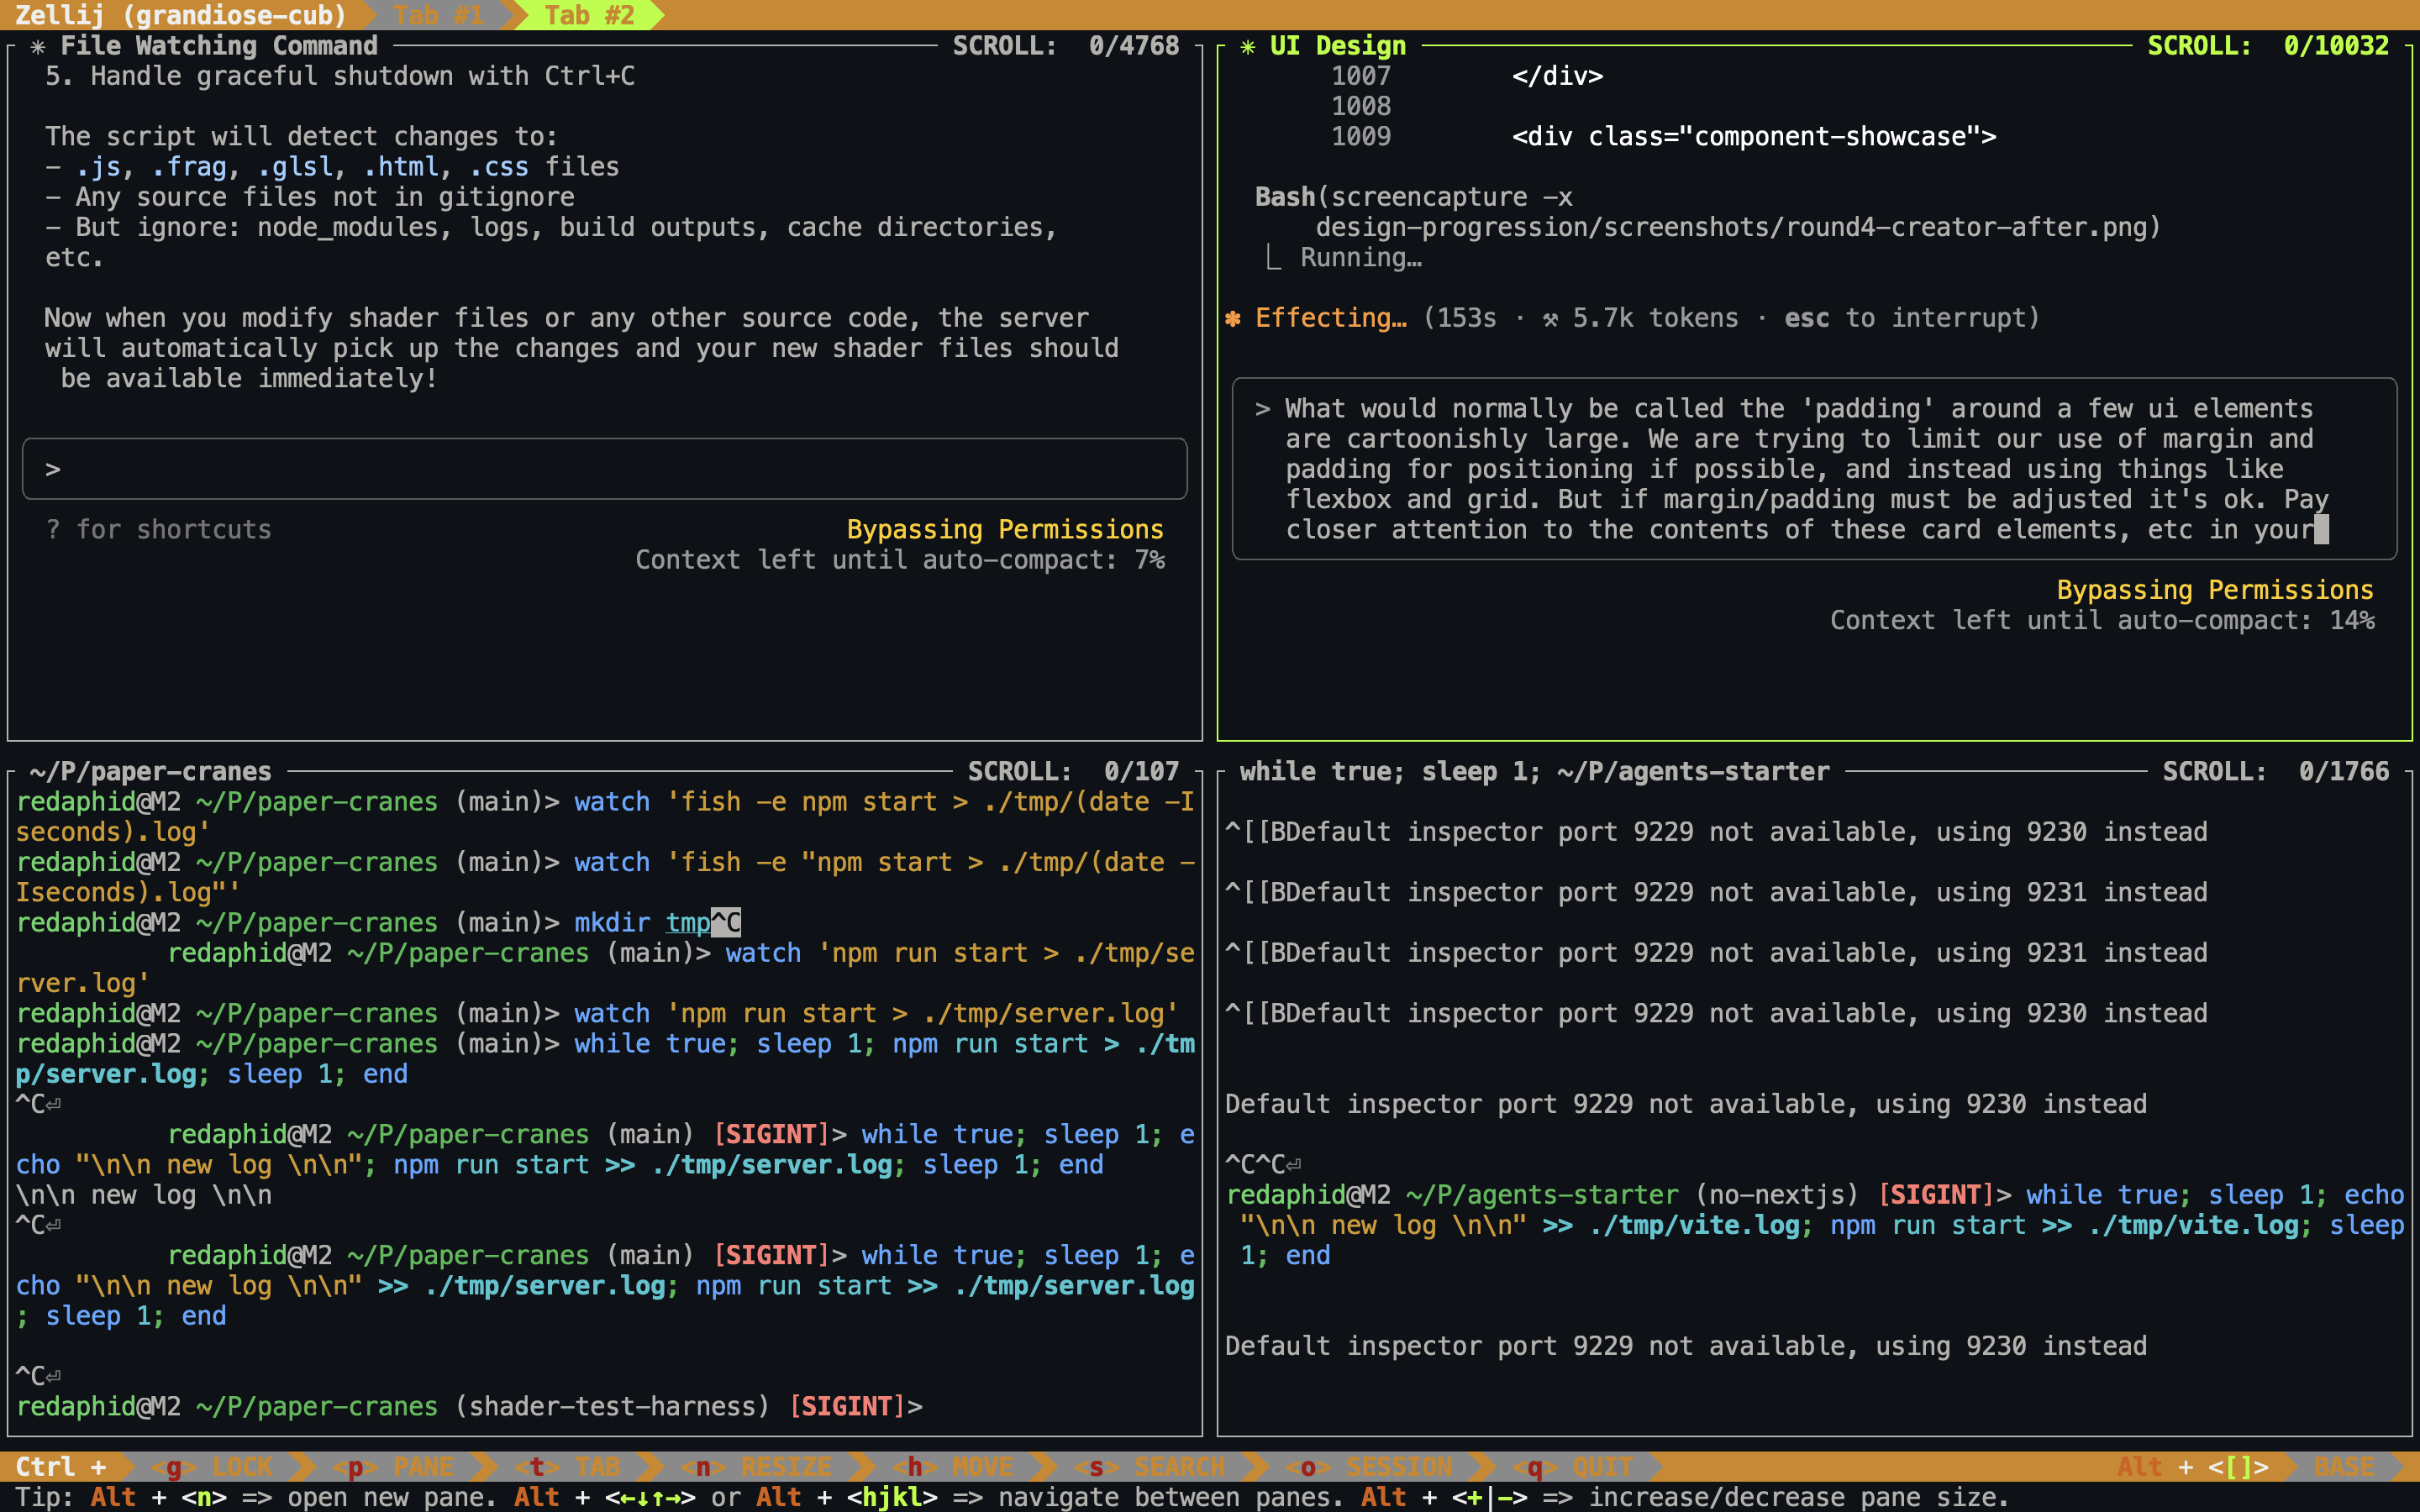 Zellij (grandiose-cub) Tab #1 Tab #2
✳ File Watching Command SCROLL: 0/4768
5. Handle graceful shutdown with Ctrl+C
The script will detect changes to:
- .js, .frag, .glsl, .html, .css files
- Any source files not in gitignore
- But ignore: node_modules, logs, build outputs, cache directories,
etc.
Now when you modify shader files or any other source code, the server
will automatically pick up the changes and your new shader files should
be available immediately!
>
? for shortcuts Bypassing Permissions
Context left until auto-compact: 7%
✳ UI Design SCROLL: 0/10032
1007 </div>
1008
1009 <div class="component-showcase">
Bash(screencapture -x
design-progression/screenshots/round4-creator-after.png)
⎿ Running…
✽ Effecting… (153s · ⚒ 5.7k tokens · esc to interrupt)
> What would normally be called the 'padding' around a few ui elements
are cartoonishly large. We are trying to limit our use of margin and
padding for positioning if possible, and instead using things like
flexbox and grid. But if margin/padding must be adjusted it's ok. Pay
closer attention to the contents of these card elements, etc in your
Bypassing Permissions
Context left until auto-compact: 14%
~/P/paper-cranes SCROLL: 0/107
redaphid@M2 ~/P/paper-cranes (main)> watch 'fish -e npm start > ./tmp/(date -I
seconds).log'
redaphid@M2 ~/P/paper-cranes (main)> watch 'fish -e "npm start > ./tmp/(date -
Iseconds).log"'
redaphid@M2 ~/P/paper-cranes (main)> mkdir tmp^C
redaphid@M2 ~/P/paper-cranes (main)> watch 'npm run start > ./tmp/se
rver.log'
redaphid@M2 ~/P/paper-cranes (main)> watch 'npm run start > ./tmp/server.log'
redaphid@M2 ~/P/paper-cranes (main)> while true; sleep 1; npm run start > ./tm
p/server.log; sleep 1; end
^C⏎
redaphid@M2 ~/P/paper-cranes (main) [SIGINT]> while true; sleep 1; e
cho "\n\n new log \n\n"; npm run start >> ./tmp/server.log; sleep 1; end
\n\n new log \n\n
^C⏎
redaphid@M2 ~/P/paper-cranes (main) [SIGINT]> while true; sleep 1; e
cho "\n\n new log \n\n" >> ./tmp/server.log; npm run start >> ./tmp/server.log
; sleep 1; end
^C⏎
redaphid@M2 ~/P/paper-cranes (shader-test-harness) [SIGINT]>
while true; sleep 1; ~/P/agents-starter SCROLL: 0/1766
^[[BDefault inspector port 9229 not available, using 9230 instead
^[[BDefault inspector port 9229 not available, using 9231 instead
^[[BDefault inspector port 9229 not available, using 9231 instead
^[[BDefault inspector port 9229 not available, using 9230 instead
Default inspector port 9229 not available, using 9230 instead
^C^C⏎
redaphid@M2 ~/P/agents-starter (no-nextjs) [SIGINT]> while true; sleep 1; echo
"\n\n new log \n\n" >> ./tmp/vite.log; npm run start >> ./tmp/vite.log; sleep
1; end
Default inspector port 9229 not available, using 9230 instead
Ctrl + <g> LOCK <p> PANE <t> TAB <n> RESIZE <h> MOVE <s> SEARCH <o> SESSION <q> QUIT Alt + <[]> BASE
Tip: Alt + <n> => open new pane. Alt + <←↓↑→> or Alt + <hjkl> => navigate between panes. Alt + <+|-> => increase/decrease pane size.